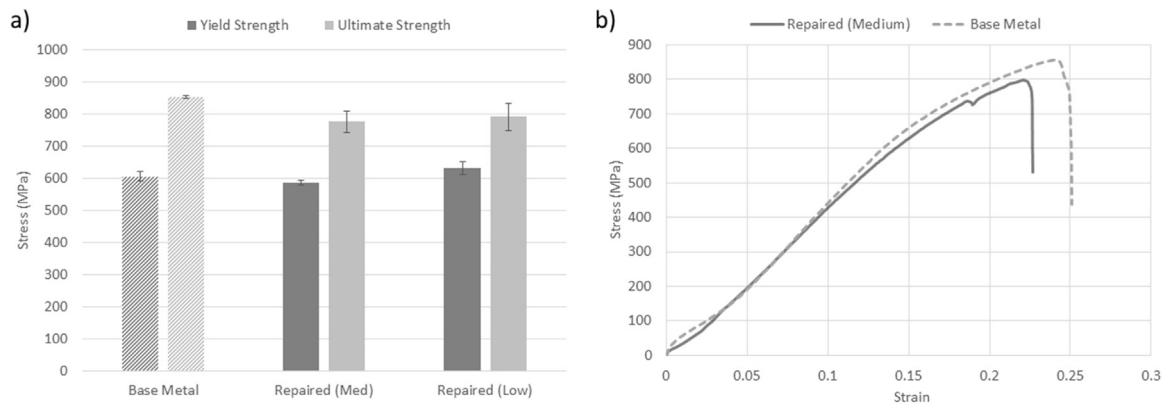 a)
Yield Strength
Ultimate Strength
1000
900
800
700
600
500
400
300
200
100
0
Stress (MPa)
Base Metal
Repaired (Med)
Repaired (Low)
b)
Repaired (Medium)
Base Metal
900
800
700
600
500
400
300
200
100
0
Stress (MPa)
0
0.05
0.1
0.15
0.2
0.25
0.3
Strain